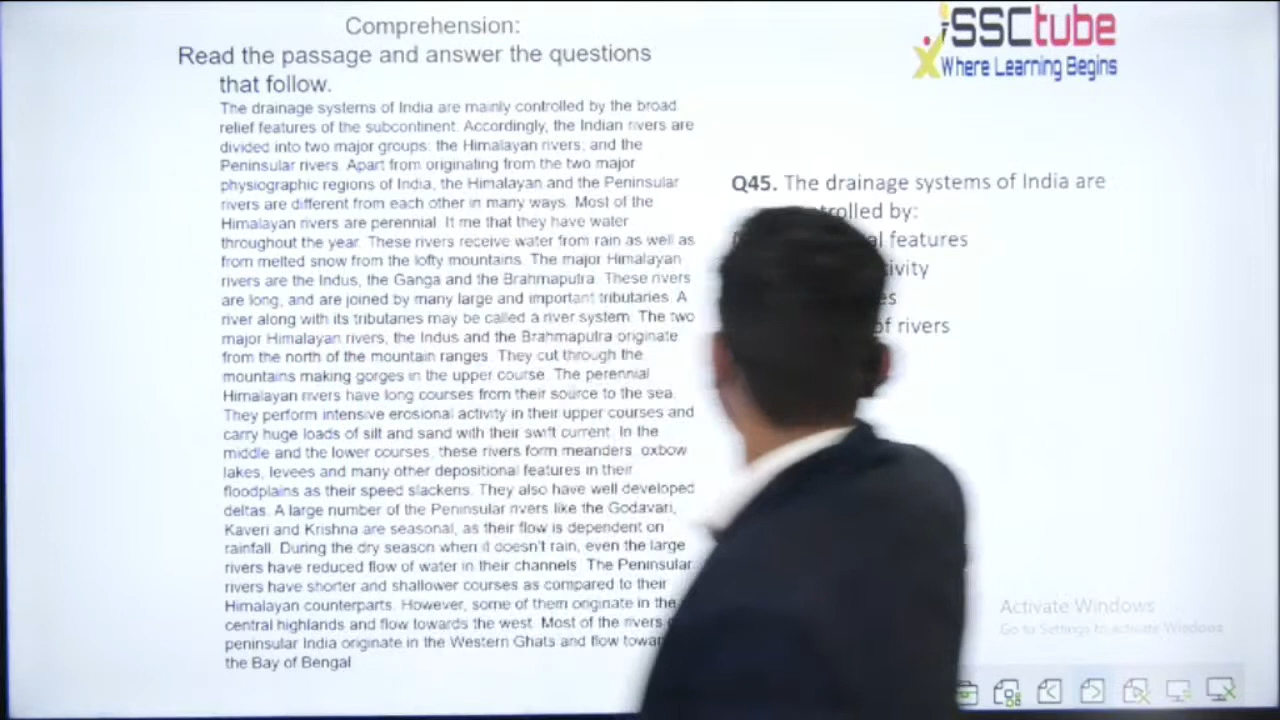 Comprehension:
Read the passage and answer the questions
that follow.
The drainage systems of India are mainly controlled by the broad
relief features of the subcontinent. Accordingly, the Indian rivers are
divided into two major groups: the Himalayan rivers; and the
Peninsular rivers. Apart from originating from the two major
physiographic regions of India, the Himalayan and the Peninsular
rivers are different from each other in many ways. Most of the
Himalayan rivers are perennial. It me that they have water
throughout the year. These rivers receive water from rain as well as
from melted snow from the lofty mountains. The major Himalayan
rivers are the Indus, the Ganga and the Brahmaputra. These rivers
are long, and are joined by many large and important tributaries. A
river along with its tributaries may be called a river system. The two
major Himalayan rivers, the Indus and the Brahmaputra originate
from the north of the mountain ranges. They cut through the
mountains making gorges in the upper course. The perennial
Himalayan rivers have long courses from their source to the sea.
They perform intensive erosional activity in their upper courses and
carry huge loads of silt and sand with their swift current. In the
middle and the lower courses, these rivers form meanders, oxbow
lakes, levees and many other depositional features in their
floodplains as their speed slackens. They also have well developed
deltas. A large number of the Peninsular rivers like the Godavari,
Kaveri and Krishna are seasonal, as their flow is dependent on
rainfall. During the dry season when it doesn't rain, even the large
rivers have reduced flow of water in their channels. The Peninsular
rivers have shorter and shallower courses as compared to their
Himalayan counterparts. However, some of them originate in the
central highlands and flow towards the west. Most of the rivers
peninsular India originate in the Western Ghats and flow
the Bay of Bengal
SSCtube
Where Learning Begins
Q45. The drainage systems of India are
features
of rivers
Activate Windows
Go to Settings to activate Windows